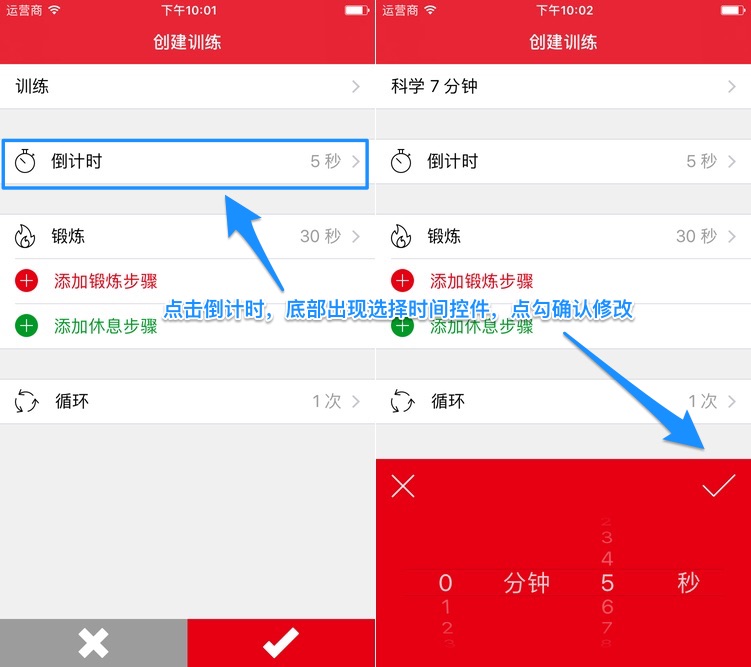 运营商 下午10:01
创建训练
训练
倒计时 5 秒
锻炼 30 秒
添加锻炼步骤
添加休息步骤
循环 1 次
运营商 下午10:02
创建训练
科学 7 分钟
倒计时 5 秒
锻炼 30 秒
添加锻炼步骤
添加休息步骤
循环 1 次
点击倒计时，底部出现选择时间控件，点勾确认修改
2
3
4
0 分钟 5 秒
1 6
2 7
3 8